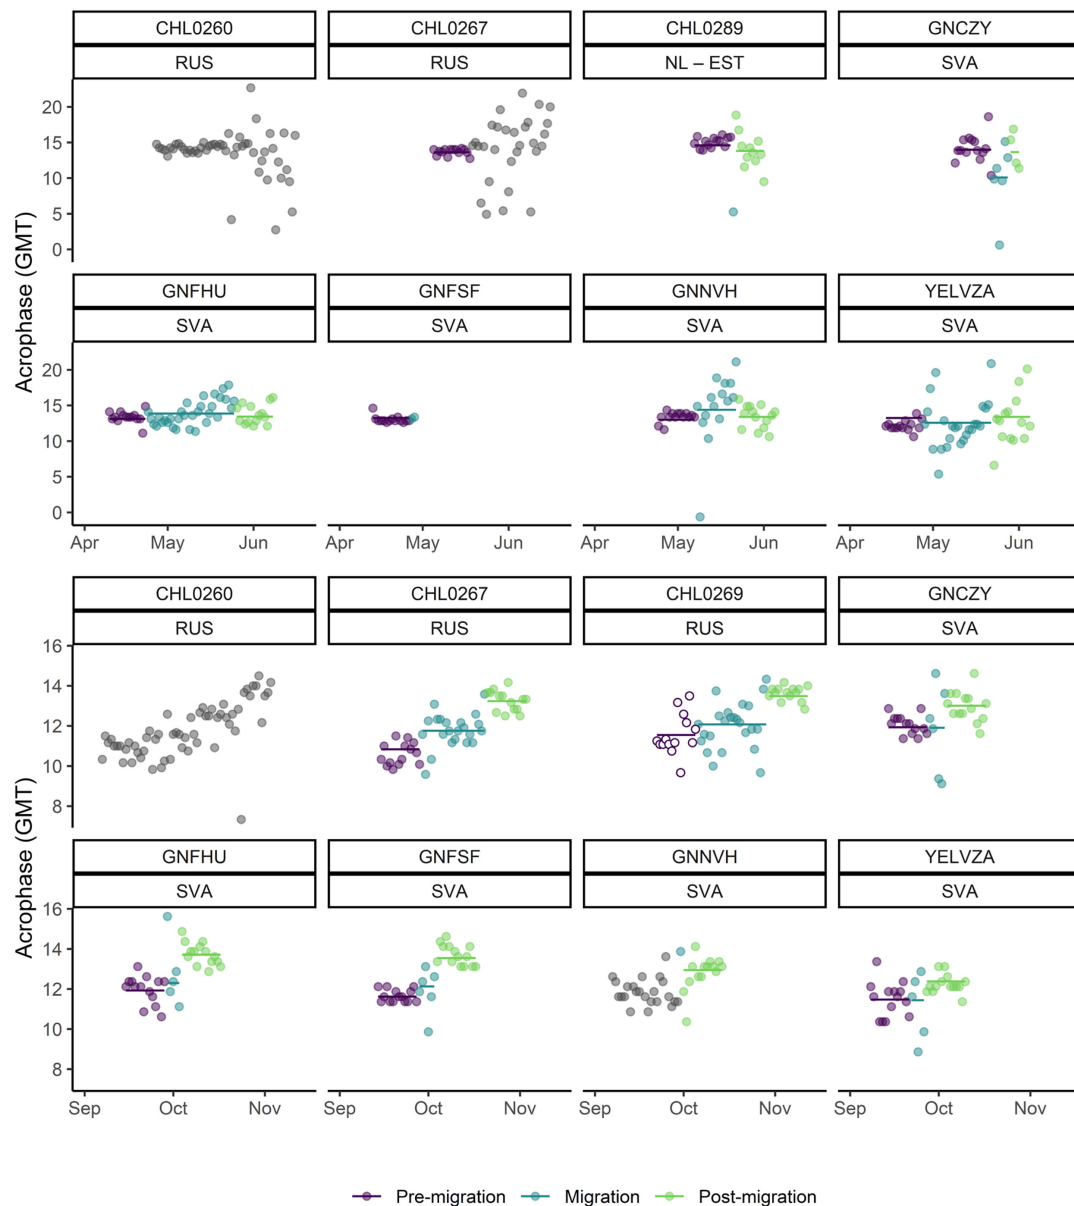 CHL0260 CHL0267 CHL0289 GNCZY
RUS RUS NL – EST SVA
Acrophase (GMT)
20
15
10
5
0
GNFHU GNFSF GNNVH YELVZA
SVA SVA SVA SVA
20
15
10
5
0
Apr May Jun Apr May Jun Apr May Jun Apr May Jun
CHL0260 CHL0267 CHL0269 GNCZY
RUS RUS RUS SVA
Acrophase (GMT)
16
14
12
10
8
GNFHU GNFSF GNNVH YELVZA
SVA SVA SVA SVA
16
14
12
10
8
Sep Oct Nov Sep Oct Nov Sep Oct Nov Sep Oct Nov
Pre-migration Migration Post-migration